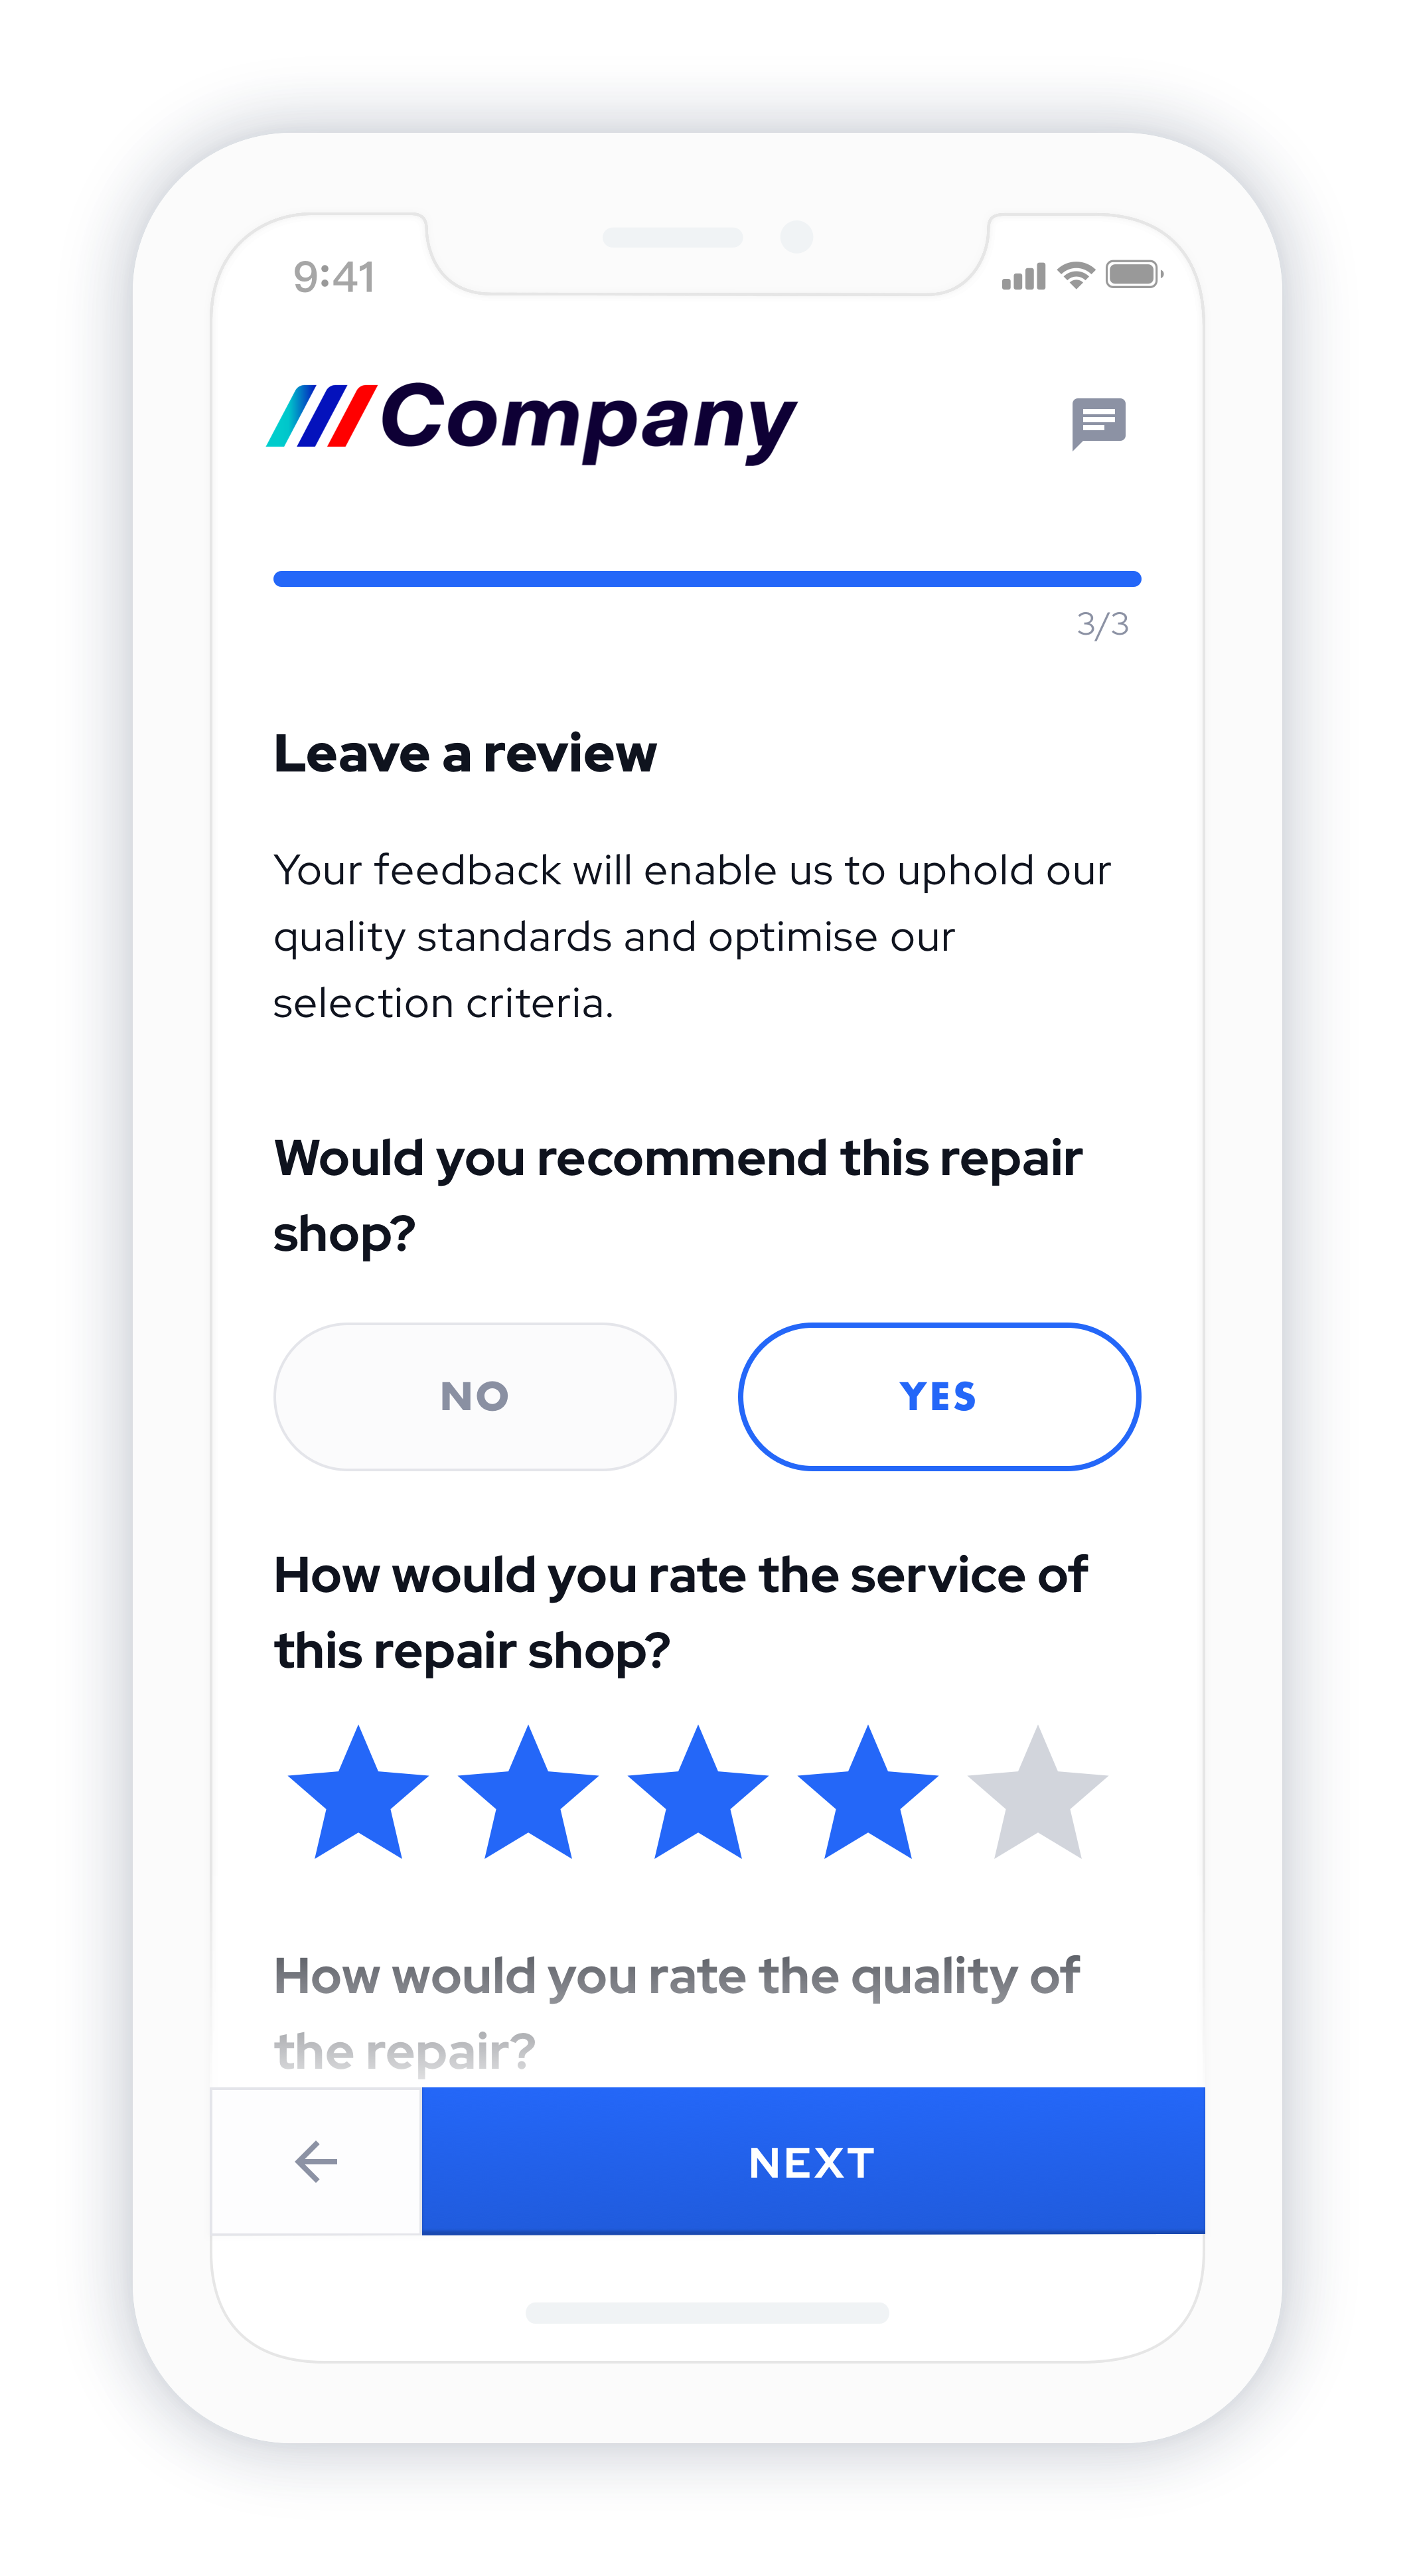 9:41
Company
3/3
Leave a review
Your feedback will enable us to uphold our
quality standards and optimise our
selection criteria.
Would you recommend this repair
shop?
NO
YES
How would you rate the service of
this repair shop?
How would you rate the quality of
the repair?
NEXT